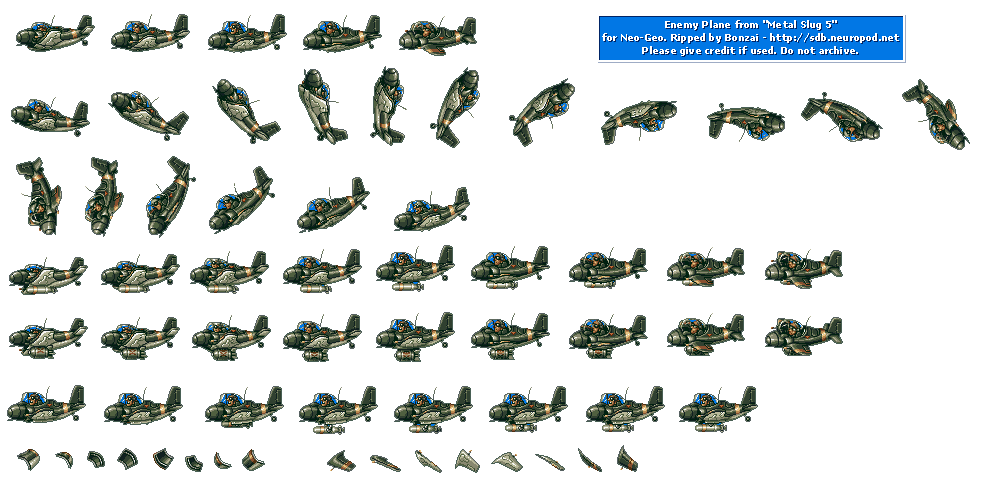 Enemy Plane from "Metal Slug 5"
for Neo-Geo. Ripped by Bonzai - http://sdb.neuropod.net
Please give credit if used. Do not archive.